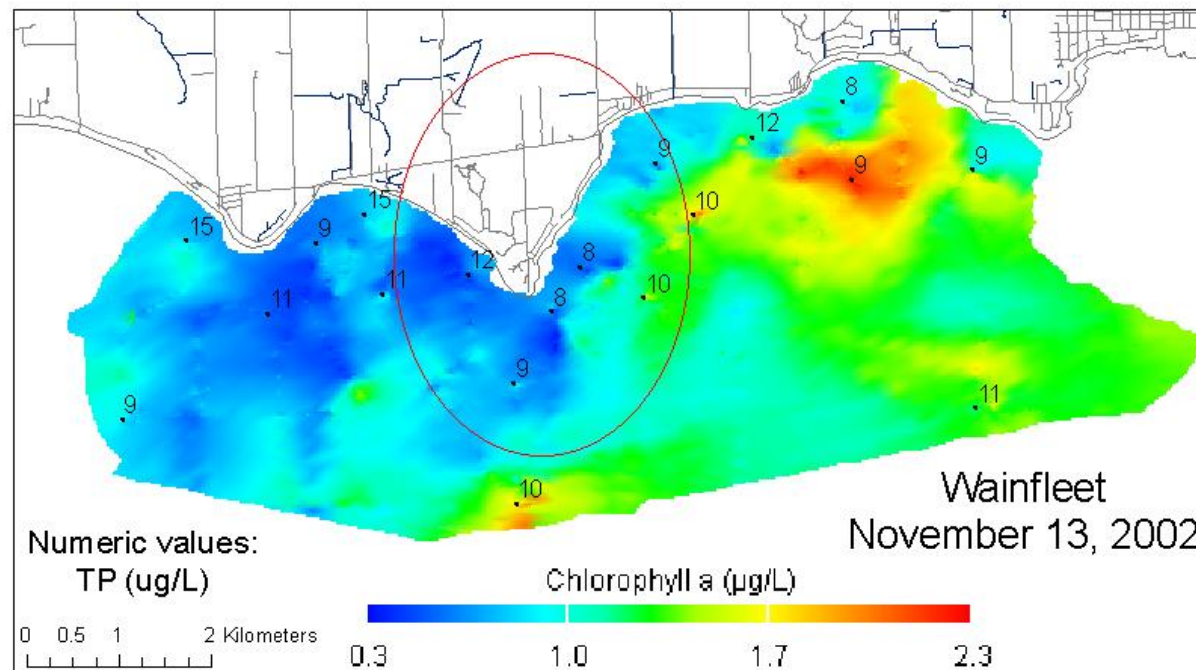 8
12
9
9
9
10
15
15
9
12
8
11
10
11
8
9
11
9
10
Wainfleet
November 13, 2002
Numeric values:
TP (ug/L)
Chlorophyll a (µg/L)
0 0.5 1 2 Kilometers
0.3 1.0 1.7 2.3